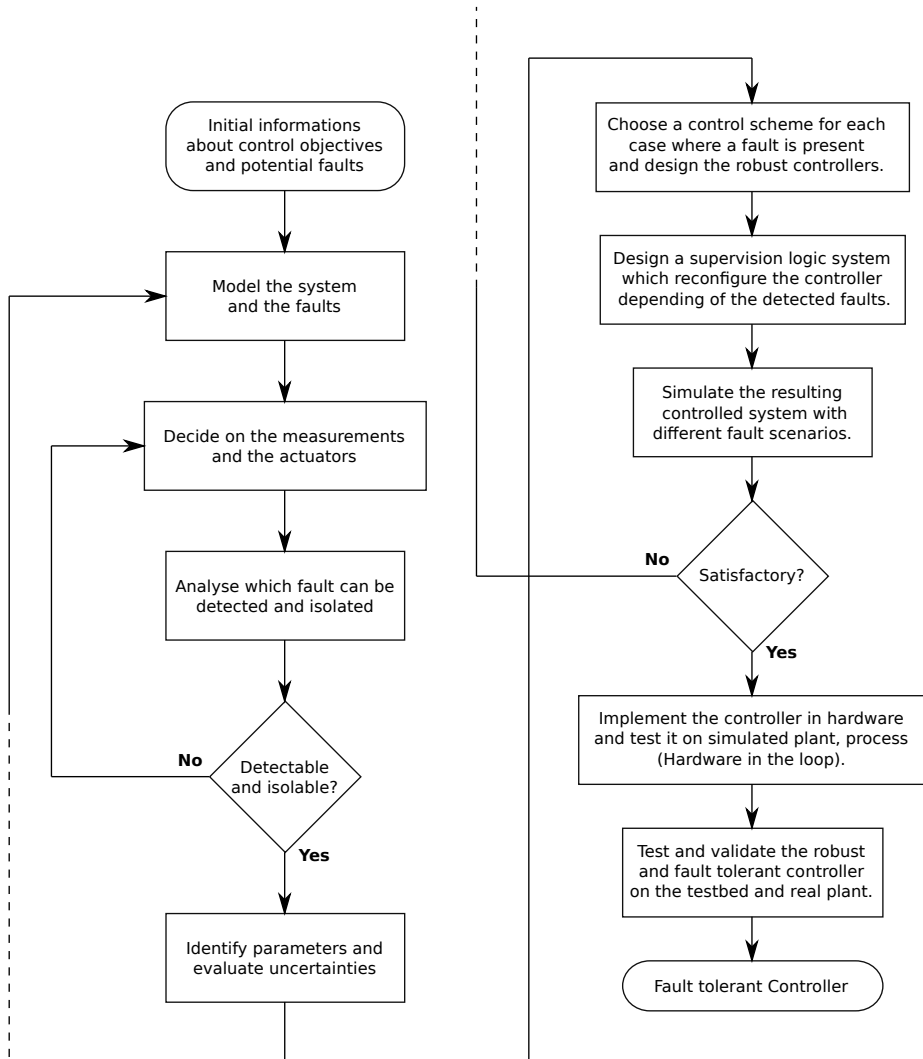 Initial informations
about control objectives
and potential faults
Model the system
and the faults
Decide on the measurements
and the actuators
Analyse which fault can be
detected and isolated
No
Detectable
and isolable?
Yes
Identify parameters and
evaluate uncertainties
Choose a control scheme for each
case where a fault is present
and design the robust controllers.
Design a supervision logic system
which reconfigure the controller
depending of the detected faults.
Simulate the resulting
controlled system with
different fault scenarios.
No
Satisfactory?
Yes
Implement the controller in hardware
and test it on simulated plant, process
(Hardware in the loop).
Test and validate the robust
and fault tolerant controller
on the testbed and real plant.
Fault tolerant Controller